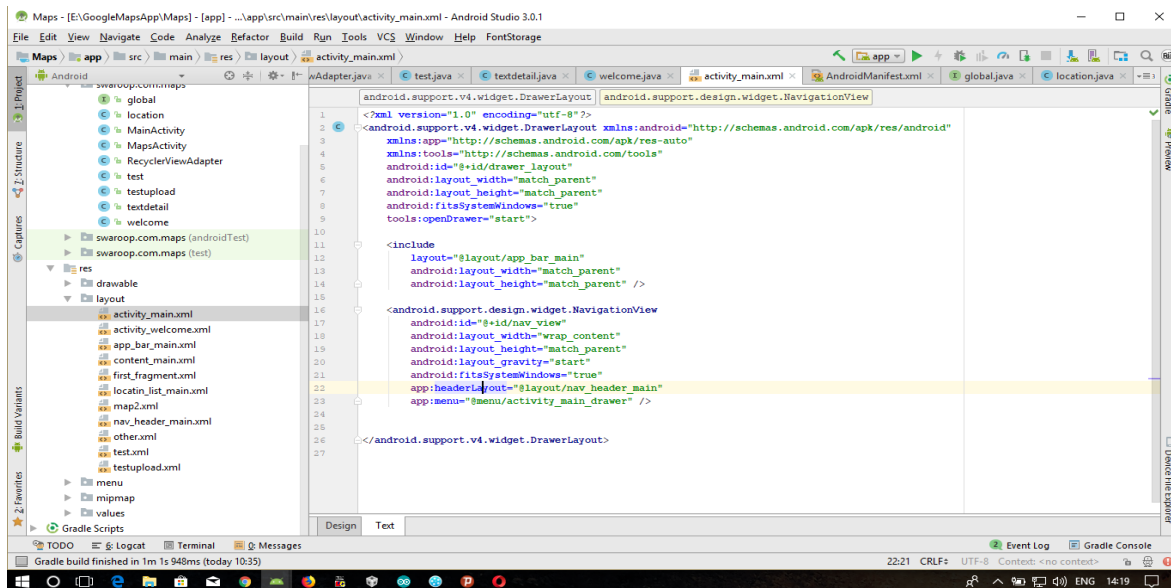 Maps - [E:\GoogleMapsApp\Maps] - [app] - ...\app\src\main\res\layout\activity_main.xml - Android Studio 3.0.1
File Edit View Navigate Code Analyze Refactor Build Run Tools VCS Window Help FontStorage
Maps app src main res layout activity_main.xml app
Android wAdapter.java test.java textdetail.java welcome.java activity_main.xml AndroidManifest.xml global.java location.java
android.support.v4.widget.DrawerLayout android.support.design.widget.NavigationView
1: Project
7: Structure
Captures
Build Variants
2: Favorites
swaroop.com.maps
global
location
MainActivity
MapsActivity
RecyclerViewAdapter
test
testupload
textdetail
welcome
swaroop.com.maps (androidTest)
swaroop.com.maps (test)
res
drawable
layout
activity_main.xml
activity_welcome.xml
app_bar_main.xml
content_main.xml
first_fragment.xml
locatin_list_main.xml
map2.xml
nav_header_main.xml
other.xml
test.xml
testupload.xml
menu
mipmap
values
Gradle Scripts
1 <?xml version="1.0" encoding="utf-8"?>
2 <android.support.v4.widget.DrawerLayout xmlns:android="http://schemas.android.com/apk/res/android"
3 xmlns:app="http://schemas.android.com/apk/res-auto"
4 xmlns:tools="http://schemas.android.com/tools"
5 android:id="@+id/drawer_layout"
6 android:layout_width="match_parent"
7 android:layout_height="match_parent"
8 android:fitsSystemWindows="true"
9 tools:openDrawer="start">
10
11 <include
12 layout="@layout/app_bar_main"
13 android:layout_width="match_parent"
14 android:layout_height="match_parent" />
15
16 <android.support.design.widget.NavigationView
17 android:id="@+id/nav_view"
18 android:layout_width="wrap_content"
19 android:layout_height="match_parent"
20 android:layout_gravity="start"
21 android:fitsSystemWindows="true"
22 app:headerLayout="@layout/nav_header_main"
23 app:menu="@menu/activity_main_drawer" />
24
25
26 </android.support.v4.widget.DrawerLayout>
27
Gradle
Preview
Device File Explorer
Design Text
TODO 6: Logcat Terminal 0: Messages 2 Event Log Gradle Console
Gradle build finished in 1m 1s 948ms (today 10:35) 22:21 CRLF UTF-8 Context: <no context>
ENG 14:19